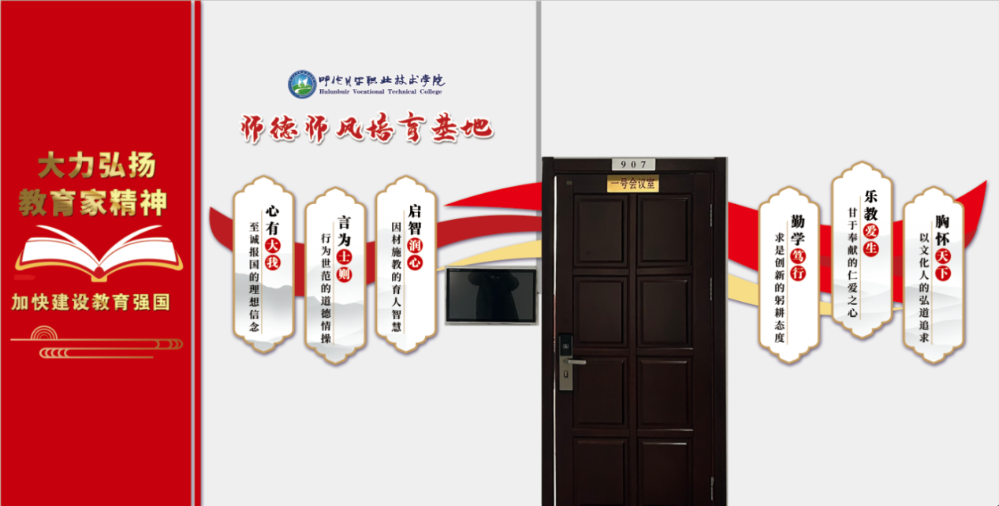 大力弘扬
教育家精神
加快建设教育强国
呼伦贝尔职业技术学院
Hulunbuir Vocational Technical College
师德师风培育基地
心有大我
至诚报国的理想信念
言为士则
行为世范的道德情操
启智润心
因材施教的育人智慧
907
一号会议室
勤学笃行
求是创新的躬耕态度
乐教爱生
甘于奉献的仁爱之心
胸怀天下
以文化人的弘道追求